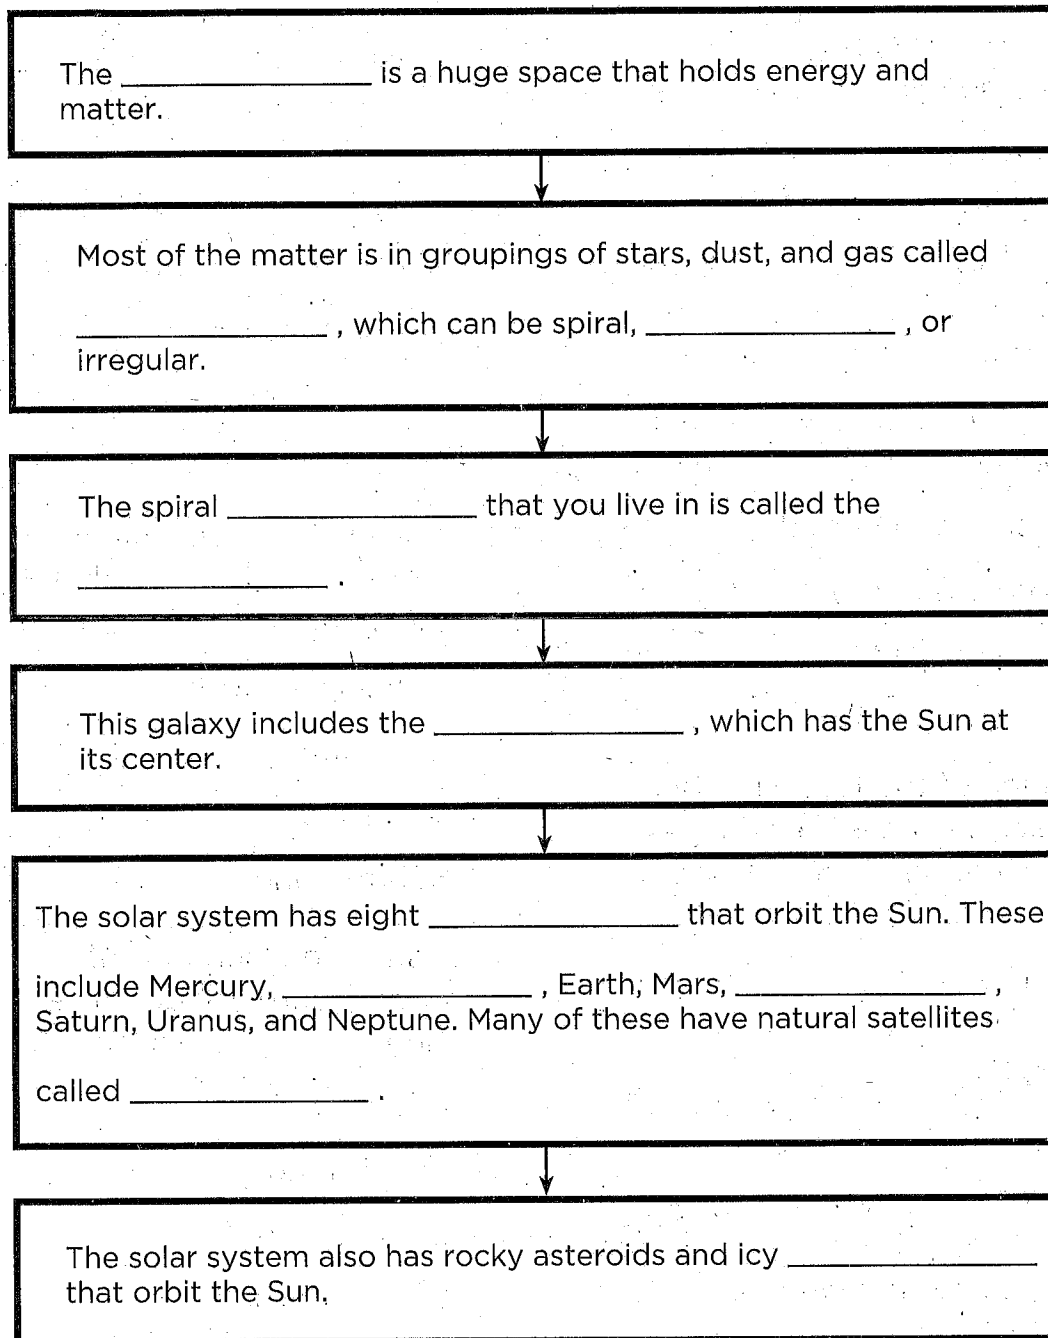 The ________________ is a huge space that holds energy and
matter.
Most of the matter is in groupings of stars, dust, and gas called
________________ , which can be spiral, ________________ , or
irregular.
The spiral ________________ that you live in is called the
________________ .
This galaxy includes the ________________ , which has the Sun at
its center.
The solar system has eight ________________ that orbit the Sun. These
include Mercury, ________________ , Earth, Mars, ________________ ,
Saturn, Uranus, and Neptune. Many of these have natural satellites
called ________________ .
The solar system also has rocky asteroids and icy ________________
that orbit the Sun.